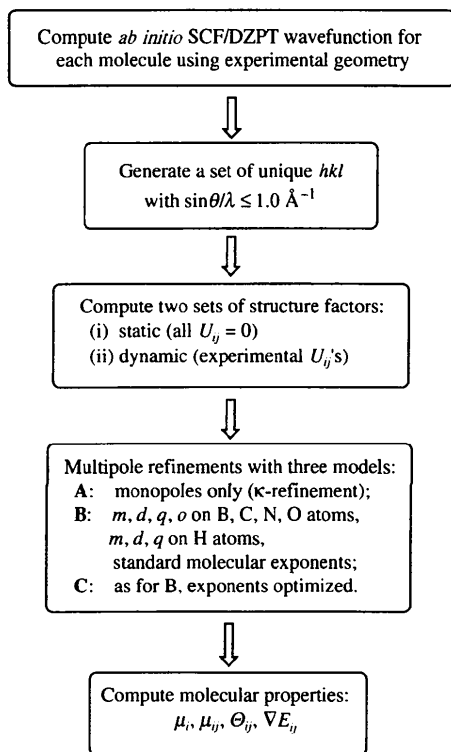 Compute ab initio SCF/DZPT wavefunction for
each molecule using experimental geometry
Generate a set of unique hkl
with sinθ/λ ≤ 1.0 Å⁻¹
Compute two sets of structure factors:
(i) static (all Uᵢⱼ = 0)
(ii) dynamic (experimental Uᵢⱼ's)
Multipole refinements with three models:
A: monopoles only (κ-refinement);
B: m, d, q, o on B, C, N, O atoms,
m, d, q on H atoms,
standard molecular exponents;
C: as for B, exponents optimized.
Compute molecular properties:
μᵢ, μᵢⱼ, Θᵢⱼ, ∇Eᵢⱼ